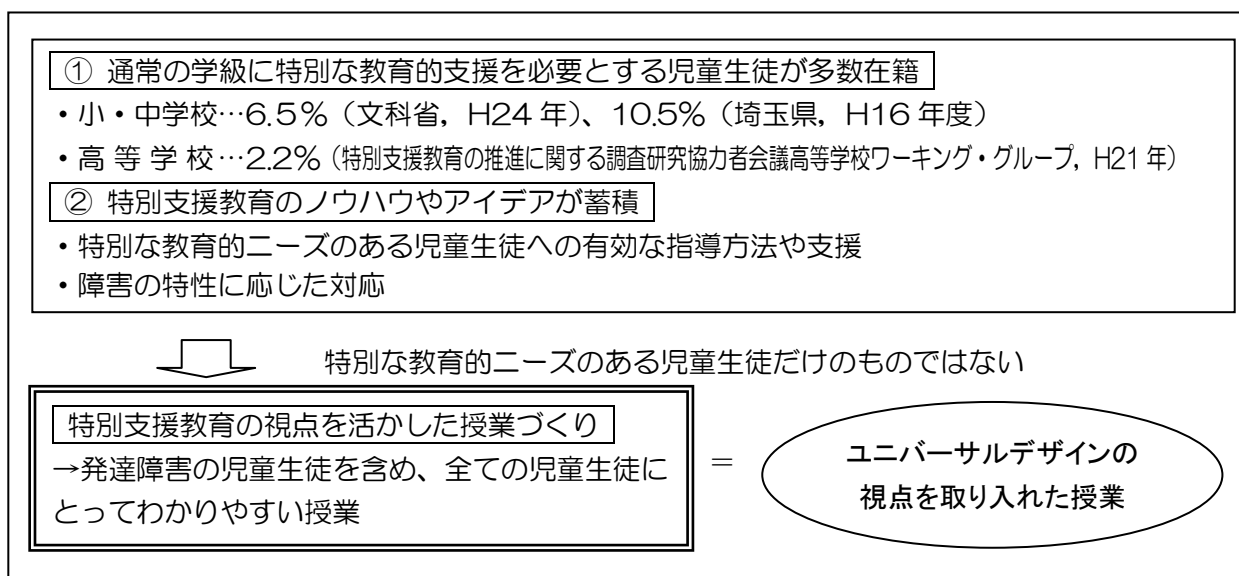 ① 通常の学級に特別な教育的支援を必要とする児童生徒が多数在籍
・小・中学校…6.5％（文科省，H24 年）、10.5％（埼玉県，H16 年度）
・高 等 学 校…2.2％（特別支援教育の推進に関する調査研究協力者会議高等学校ワーキング・グループ，H21 年）
② 特別支援教育のノウハウやアイデアが蓄積
・特別な教育的ニーズのある児童生徒への有効な指導方法や支援
・障害の特性に応じた対応
特別な教育的ニーズのある児童生徒だけのものではない
特別支援教育の視点を活かした授業づくり
→発達障害の児童生徒を含め、全ての児童生徒に
とってわかりやすい授業
＝
ユニバーサルデザインの
視点を取り入れた授業